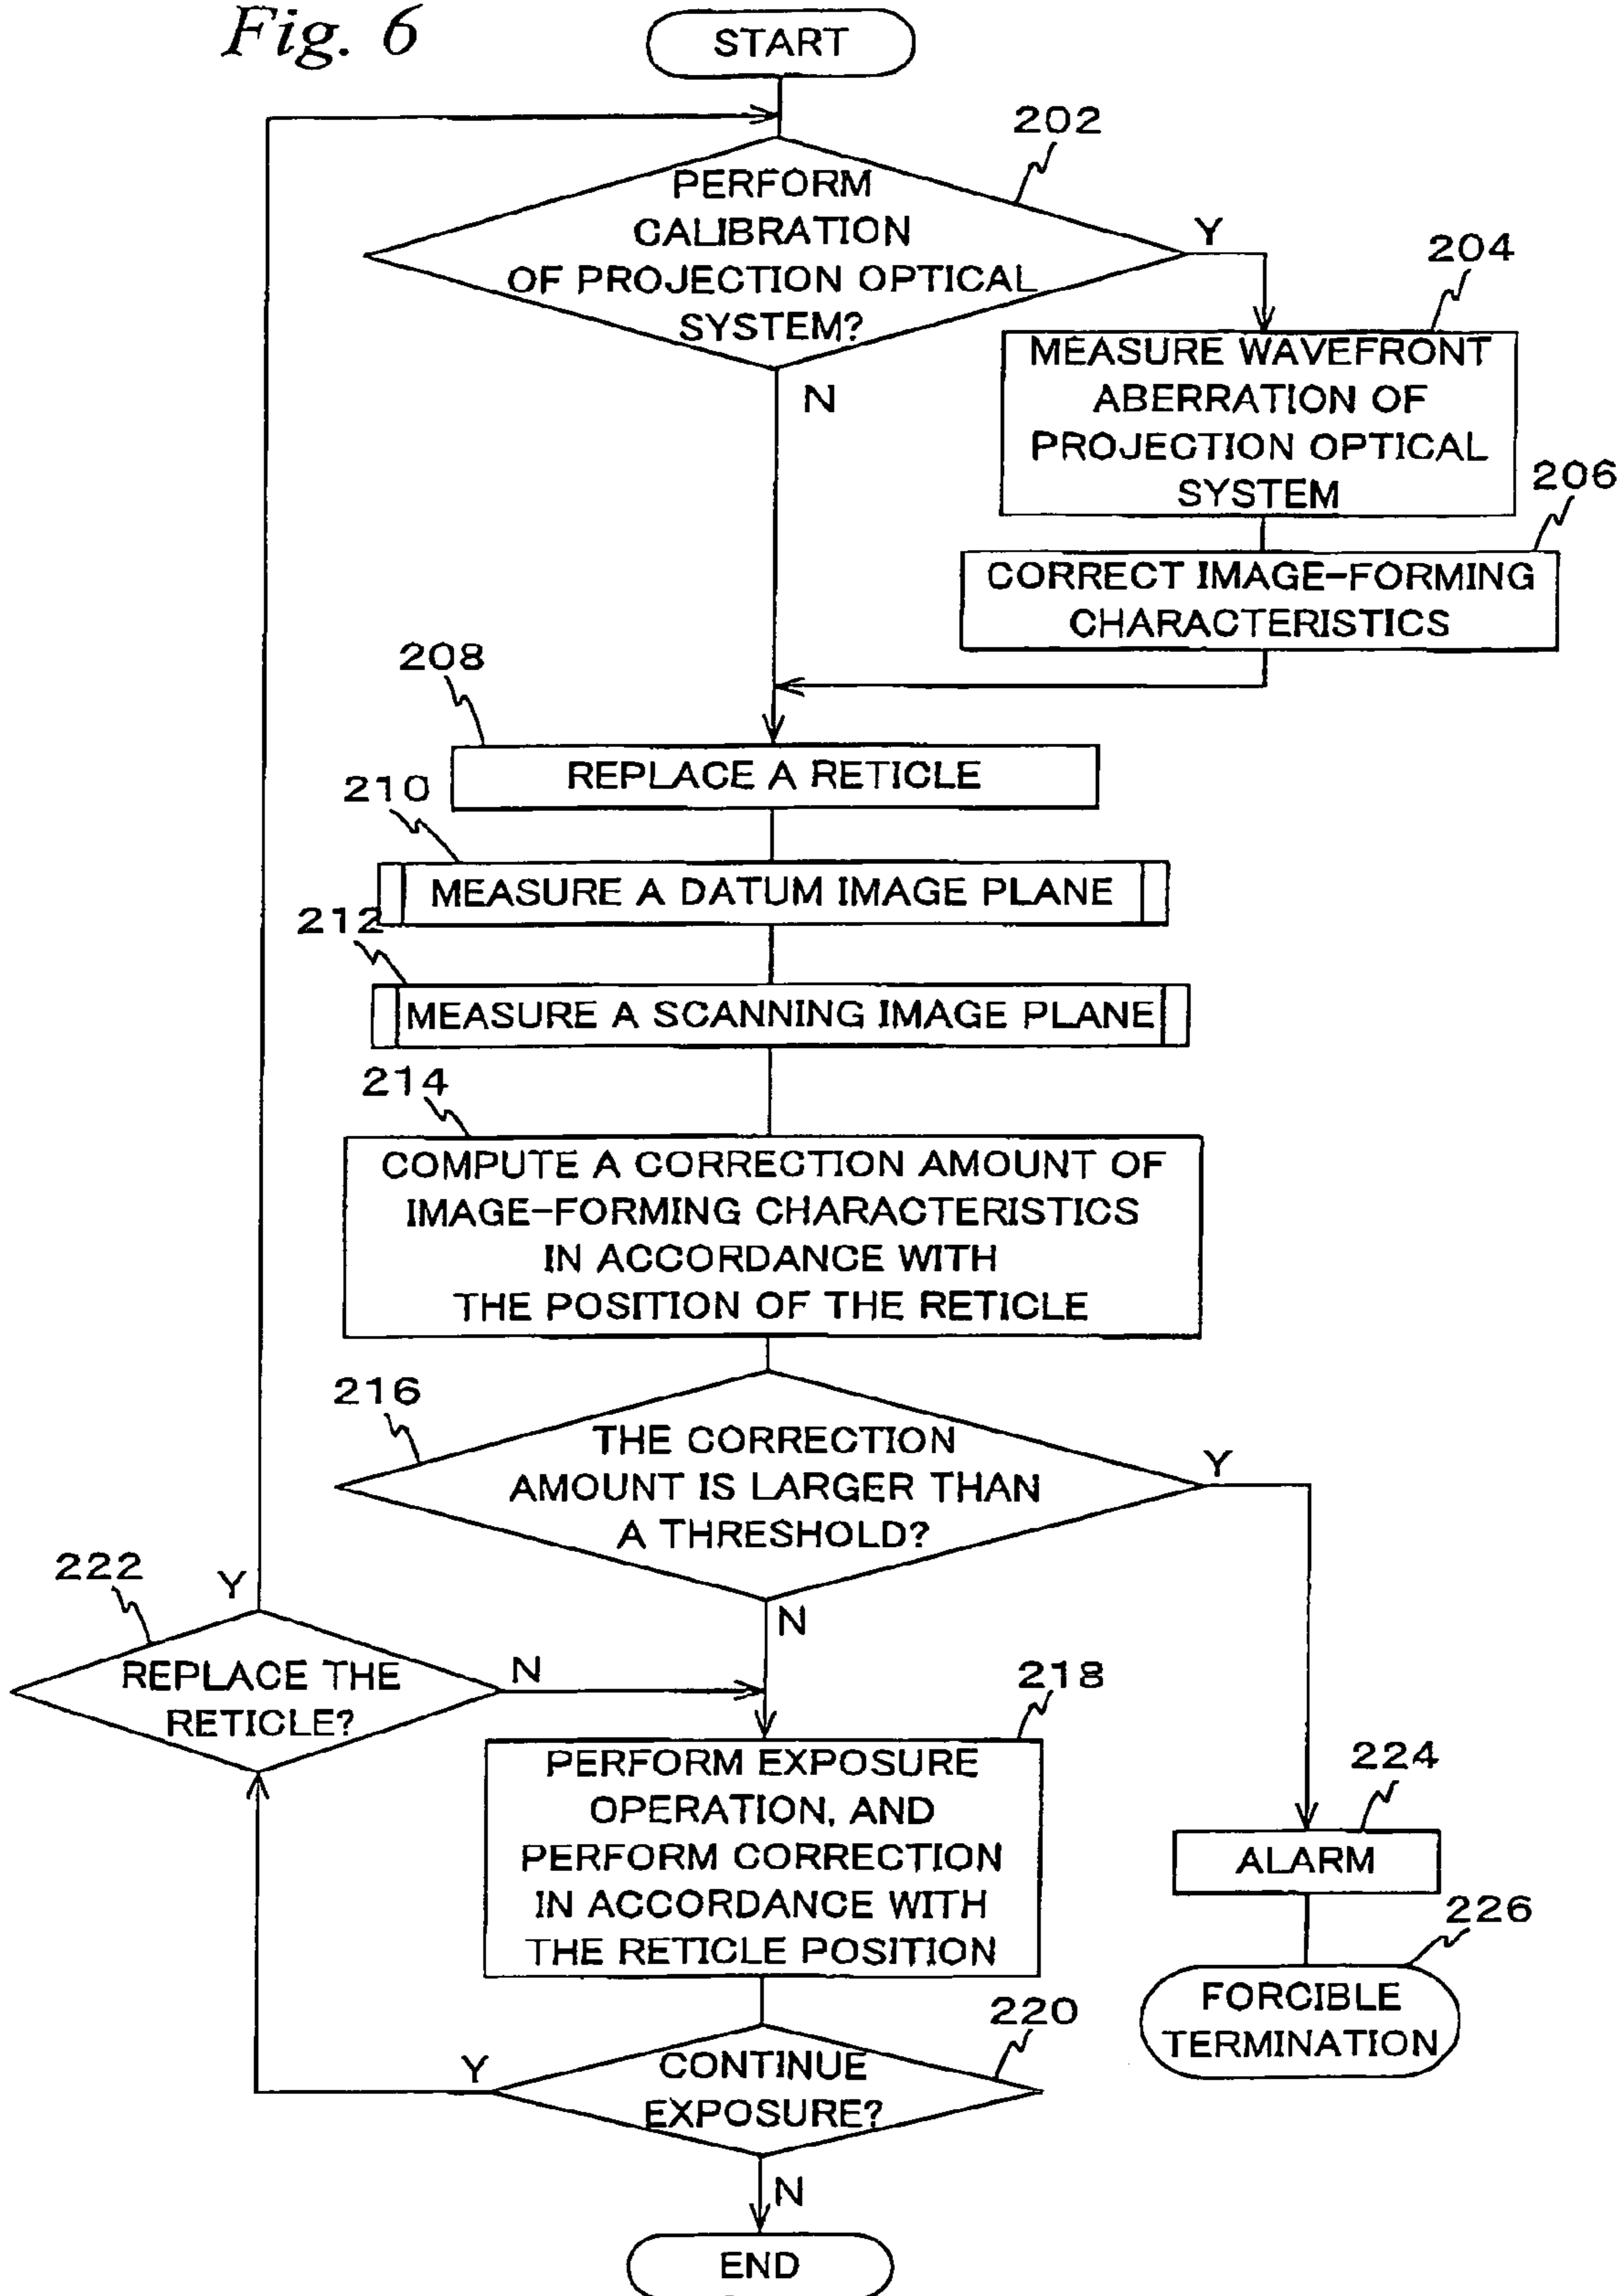 Fig. 6
START
202
PERFORM
CALIBRATION
OF PROJECTION OPTICAL
SYSTEM?
Y
N
204
MEASURE WAVEFRONT
ABERRATION OF
PROJECTION OPTICAL
SYSTEM
206
CORRECT IMAGE-FORMING
CHARACTERISTICS
208
REPLACE A RETICLE
210
MEASURE A DATUM IMAGE PLANE
212
MEASURE A SCANNING IMAGE PLANE
214
COMPUTE A CORRECTION AMOUNT OF
IMAGE-FORMING CHARACTERISTICS
IN ACCORDANCE WITH
THE POSITION OF THE RETICLE
216
THE CORRECTION
AMOUNT IS LARGER THAN
A THRESHOLD?
Y
N
222
Y
REPLACE THE
RETICLE?
N
218
PERFORM EXPOSURE
OPERATION, AND
PERFORM CORRECTION
IN ACCORDANCE WITH
THE RETICLE POSITION
224
ALARM
226
FORCIBLE
TERMINATION
220
Y
CONTINUE
EXPOSURE?
N
END